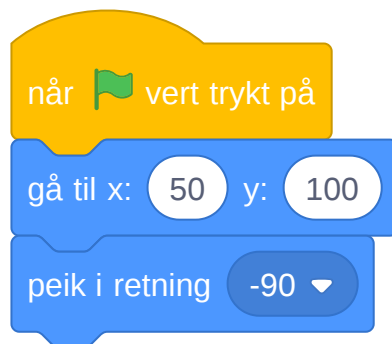 når vert trykt på
gå til x: 50 y: 100
peik i retning -90